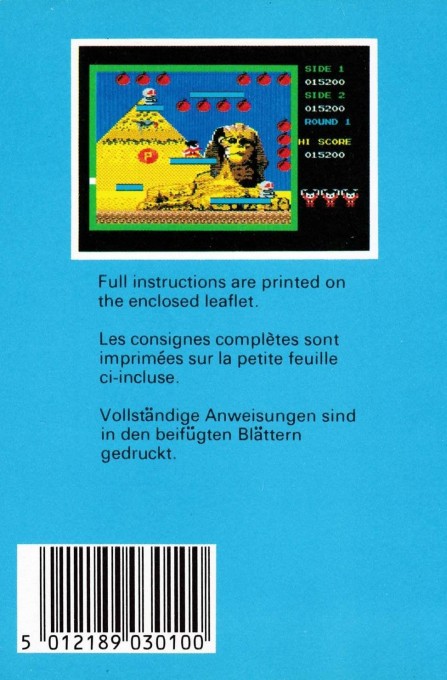 SIDE 1
015200
SIDE 2
015200
ROUND 1
HI SCORE
015200
P
Full instructions are printed on
the enclosed leaflet.
Les consignes complètes sont
imprimées sur la petite feuille
ci-incluse.
Vollständige Anweisungen sind
in den beifügten Blättern
gedruckt.
5 012189 030100